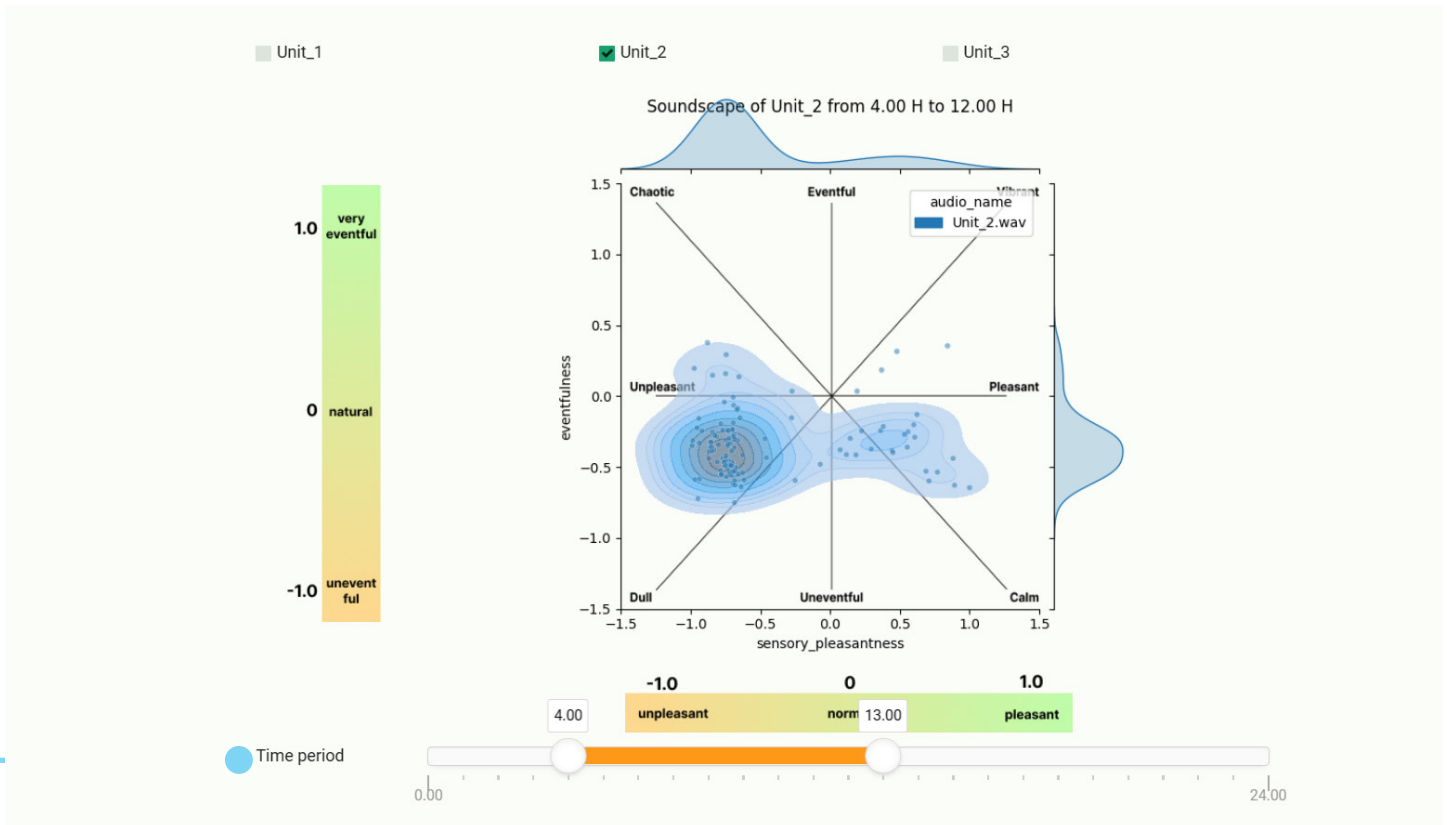 Unit_1
Unit_2
Unit_3
Soundscape of Unit_2 from 4.00 H to 12.00 H
1.5
Chaotic
Eventful
Vibrant
audio_name
Unit_2.wav
very
eventful
1.0
1.0
0.5
eventfulness
Unpleasant
Pleasant
0.0
0
natural
−0.5
−1.0
-1.0
unevent
ful
Dull
Uneventful
Calm
−1.5
−1.5
−1.0
−0.5
0.0
0.5
1.0
1.5
sensory_pleasantness
-1.0
0
1.0
unpleasant
norm
pleasant
4.00
13.00
Time period
0.00
24.00